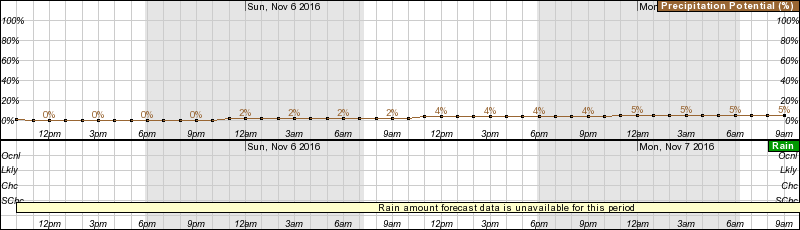 Sun, Nov 6 2016 Mon Precipitation Potential (%)
100% 100%
80% 80%
60% 60%
40% 40%
20% 20%
0% 0% 0% 0% 0% 2% 2% 2% 2% 4% 4% 4% 4% 5% 5% 5% 5% 0%
12pm 3pm 6pm 9pm 12am 3am 6am 9am 12pm 3pm 6pm 9pm 12am 3am 6am 9am
Sun, Nov 6 2016 Mon, Nov 7 2016 Rain
Ocnl Ocnl
Lkly Lkly
Chc Chc
SChc SChc
Rain amount forecast data is unavailable for this period
12pm 3pm 6pm 9pm 12am 3am 6am 9am 12pm 3pm 6pm 9pm 12am 3am 6am 9am